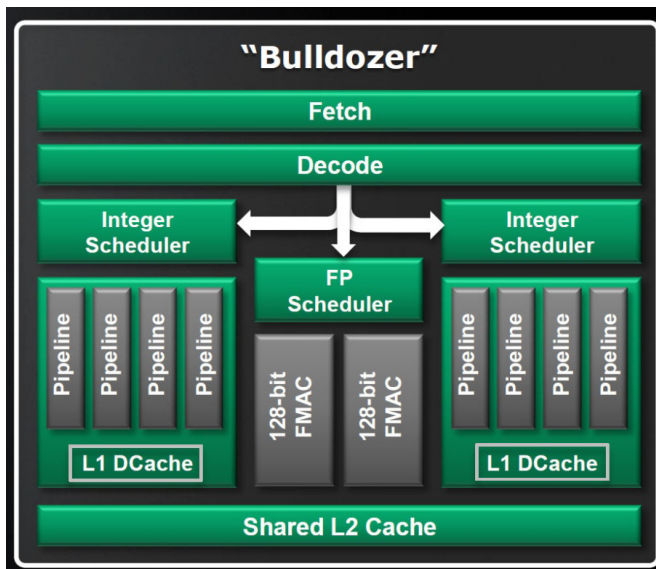 “Bulldozer”
Fetch
Decode
Integer
Scheduler
Integer
Scheduler
FP
Scheduler
Pipeline
Pipeline
Pipeline
Pipeline
128-bit
FMAC
128-bit
FMAC
Pipeline
Pipeline
Pipeline
Pipeline
L1 DCache
L1 DCache
Shared L2 Cache